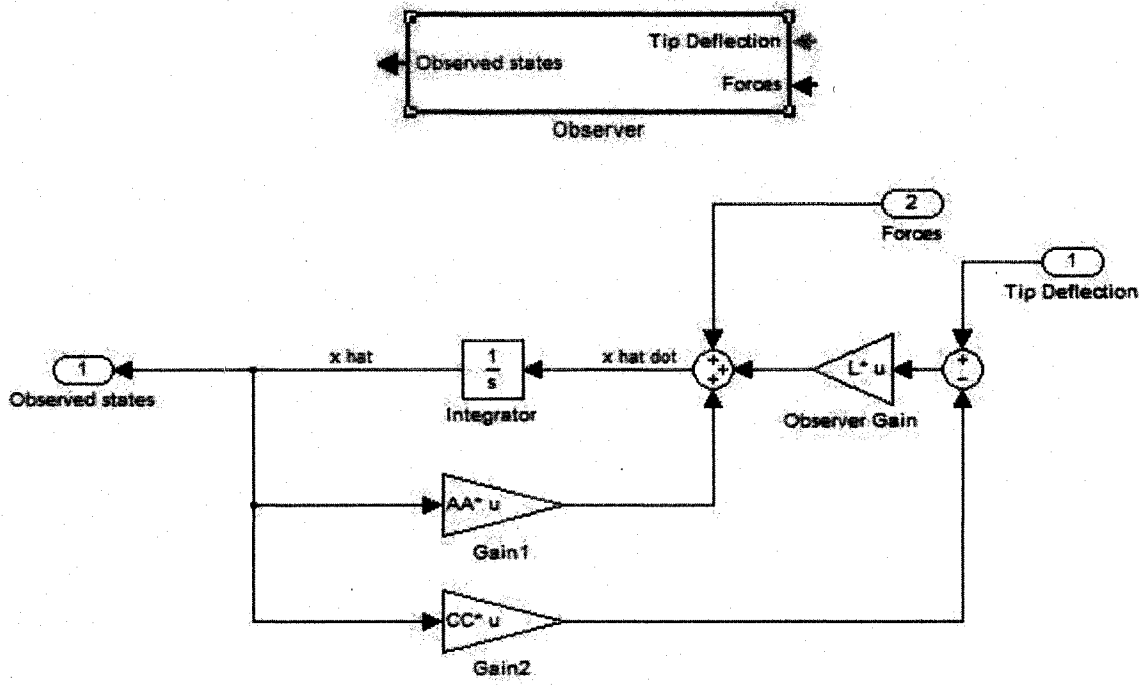 Tip Deflection
Observed states
Forces
Observer
2
Forces
1
Tip Deflection
x hat
1
s
x hat dot
+
+
+
L* u
+
-
1
Observed states
Integrator
Observer Gain
AA* u
Gain1
CC* u
Gain2